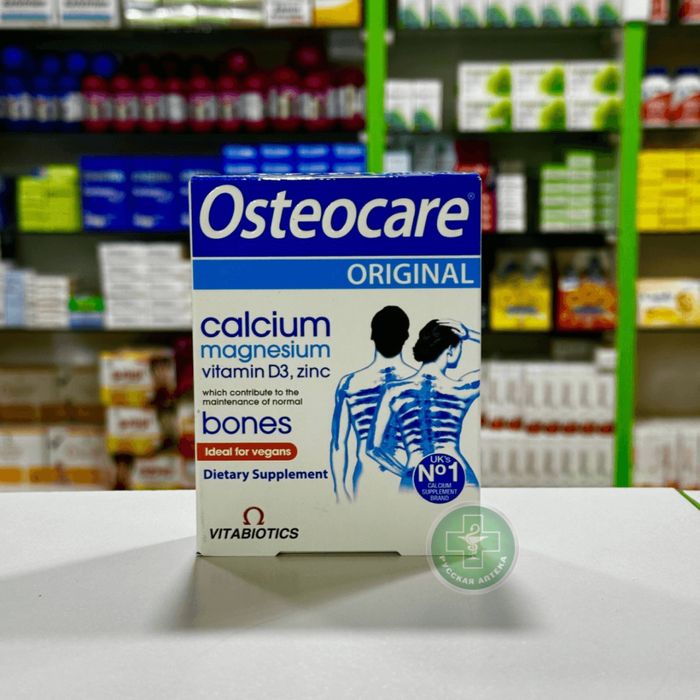 Osteocare®
ORIGINAL
calcium
magnesium
vitamin D3, zinc
which contribute to the
maintenance of normal
bones
Ideal for vegans
Dietary Supplement
UK's
No1
CALCIUM
SUPPLEMENT
BRAND
VITABIOTICS
РУССКАЯ АПТЕКА